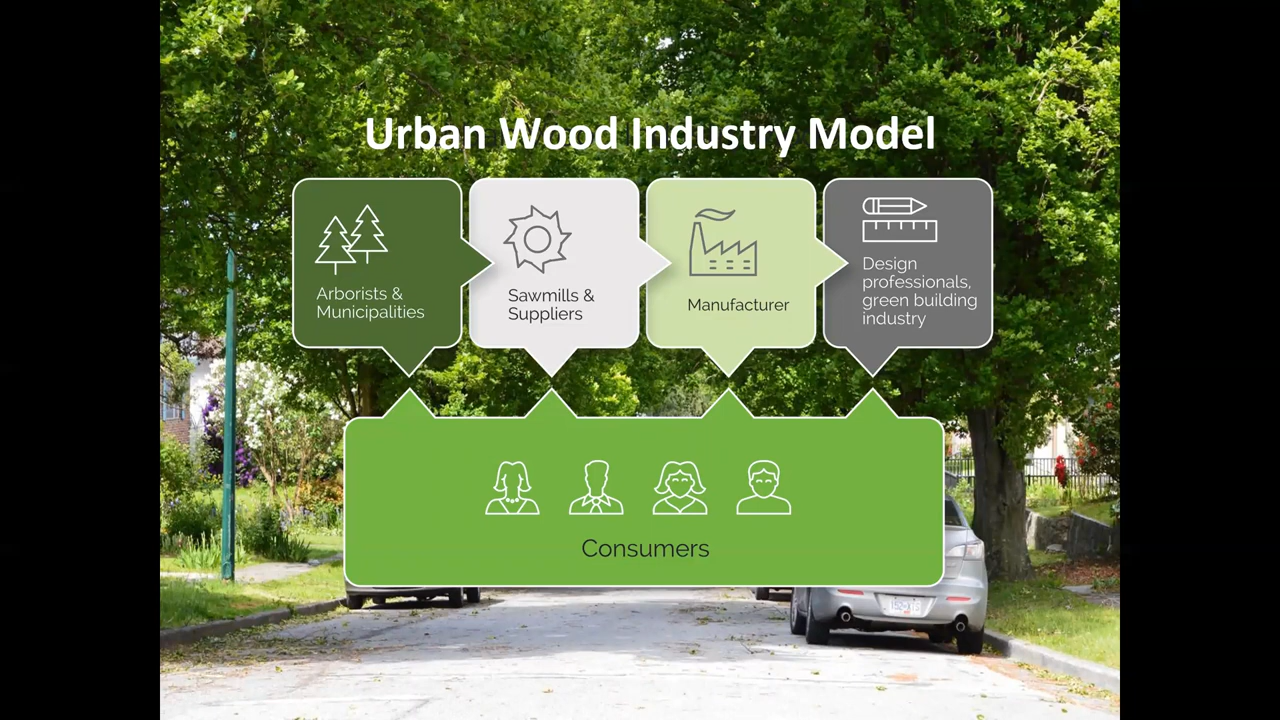 Urban Wood Industry Model
Arborists &
Municipalities
Sawmills &
Suppliers
Manufacturer
Design
professionals,
green building
industry
Consumers